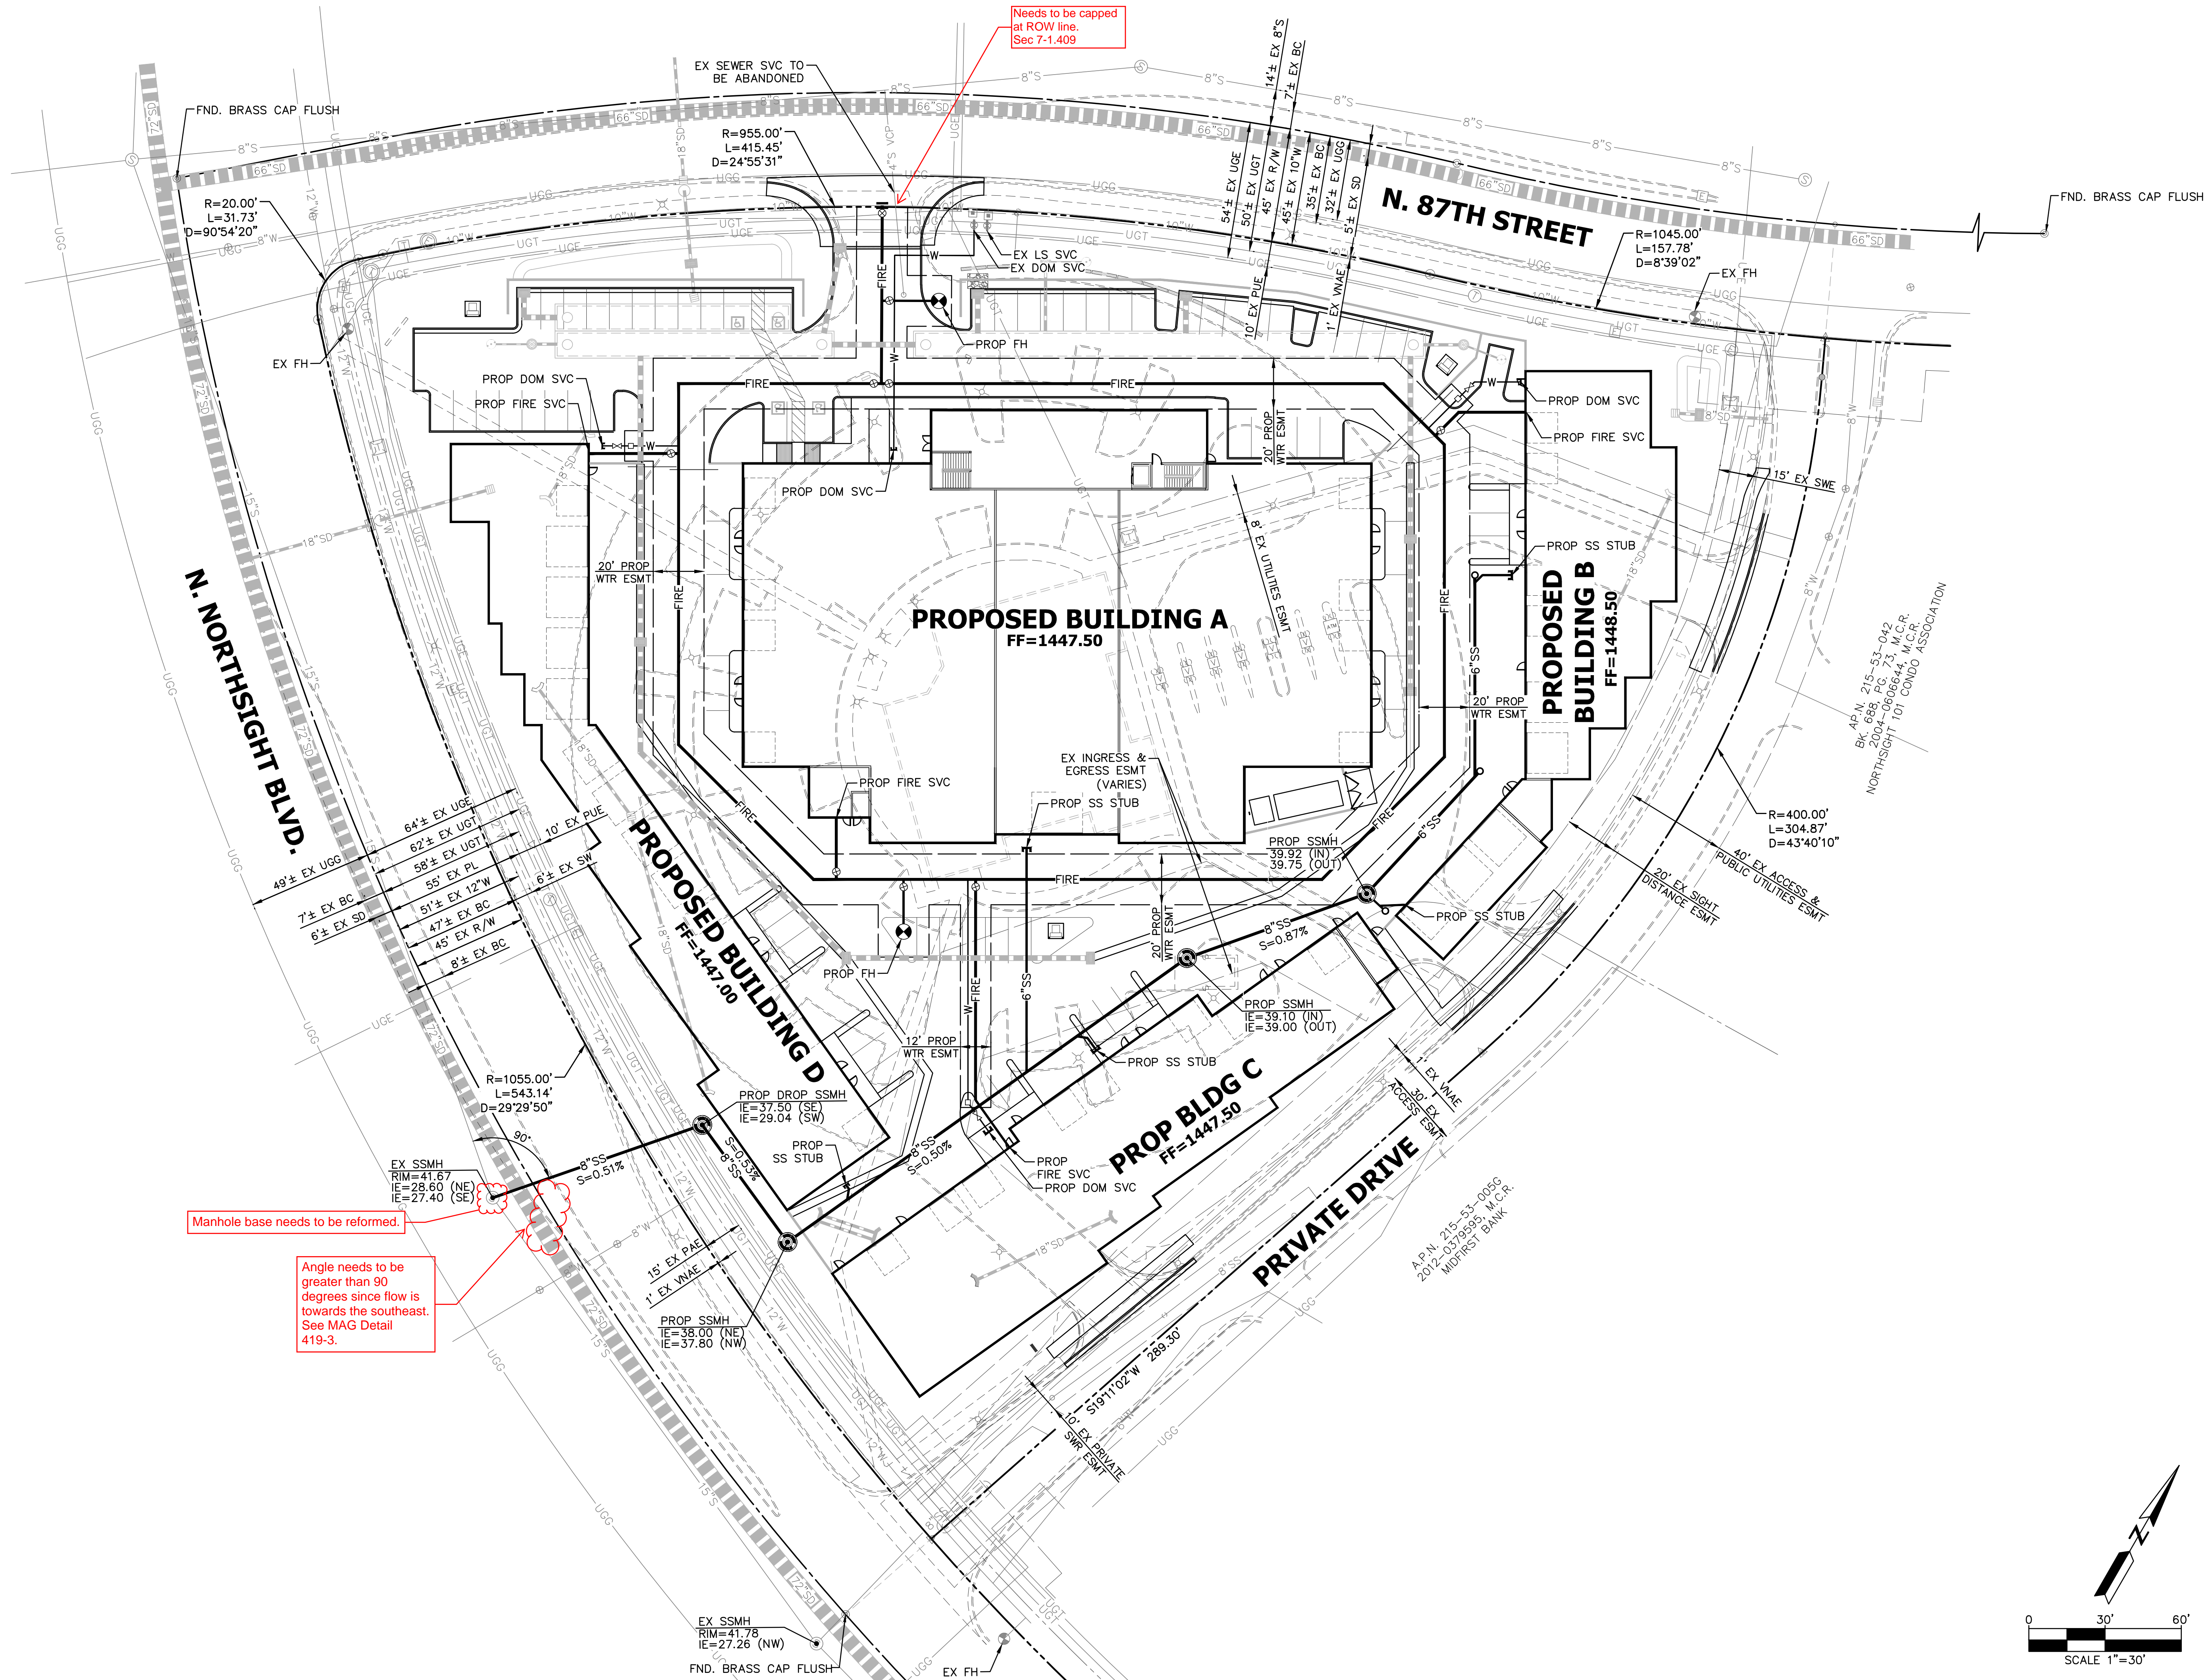 Needs to be capped
at ROW line.
Sec 7-1.409
EX SEWER SVC TO
BE ABANDONED
FND. BRASS CAP FLUSH
R=955.00'
L=415.45'
D=24°55'31"
R=20.00'
L=31.73'
D=90°54'20"
14'± EX 8"S
7'± EX BC
54'± EX UGE
50'± EX UGT
45' EX R/W
45'± EX 10"W
35'± EX BC
32'± EX UGG
5'± EX SD
10' EX PUE
1' EX VNAE
N. 87TH STREET
FND. BRASS CAP FLUSH
R=1045.00'
L=157.78'
D=8°39'02"
EX FH
EX LS SVC
EX DOM SVC
PROP FH
EX FH
PROP DOM SVC
PROP FIRE SVC
PROP DOM SVC
PROP FIRE SVC
PROP DOM SVC
20' PROP
WTR ESMT
15' EX SWE
8' EX UTILITIES ESMT
PROP SS STUB
20' PROP
WTR ESMT
PROPOSED BUILDING A
FF=1447.50
PROPOSED
BUILDING B
FF=1448.50
20' PROP
WTR ESMT
N. NORTHSIGHT BLVD.
A.P.N. 215-53-042
BK. 688, PG. 73, M.C.R.
2004-0606644, M.C.R.
NORTHSIGHT 101 CONDO ASSOCIATION
EX INGRESS &
EGRESS ESMT
(VARIES)
PROP FIRE SVC
PROP SS STUB
PROP SSMH
39.92 (IN)
39.75 (OUT)
R=400.00'
L=304.87'
D=43°40'10"
40' EX ACCESS &
PUBLIC UTILITIES ESMT
20' EX SIGHT
DISTANCE ESMT
64'± EX UGE
62'± EX UGT
58'± EX UGT
55' EX PL
51'± EX 12"W
47'± EX BC
45' EX R/W
8'± EX BC
49'± EX UGG
7'± EX BC
6'± EX SD
10' EX PUE
6'± EX SW
PROPOSED BUILDING D
FF=1447.00
PROP FH
20' PROP
WTR ESMT
8"SS
S=0.87%
PROP SS STUB
6"SS
6"SS
6"SS
PROP SSMH
IE=39.10 (IN)
IE=39.00 (OUT)
12' PROP
WTR ESMT
PROP SS STUB
1' EX VNAE
30' EX
ACCESS ESMT
R=1055.00'
L=543.14'
D=29°29'50"
PROP DROP SSMH
IE=37.50 (SE)
IE=29.04 (SW)
PROP BLDG C
FF=1447.50
90°
EX SSMH
RIM=41.67
IE=28.60 (NE)
IE=27.40 (SE)
8"SS
S=0.51%
S=0.53%
8"SS
PROP
SS STUB
8"SS
S=0.50%
PROP
FIRE SVC
PROP DOM SVC
Manhole base needs to be reformed.
Angle needs to be
greater than 90
degrees since flow is
towards the southeast.
See MAG Detail
419-3.
15' EX PAE
1' EX VNAE
PRIVATE DRIVE
A.P.N. 215-53-005G
2012-0379595, M.C.R.
MIDFIRST BANK
PROP SSMH
IE=38.00 (NE)
IE=37.80 (NW)
S19°11'02"W 289.30'
10' EX PRIVATE
SWR ESMT
EX SSMH
RIM=41.78
IE=27.26 (NW)
FND. BRASS CAP FLUSH
EX FH
N
0 30' 60'
SCALE 1"=30'